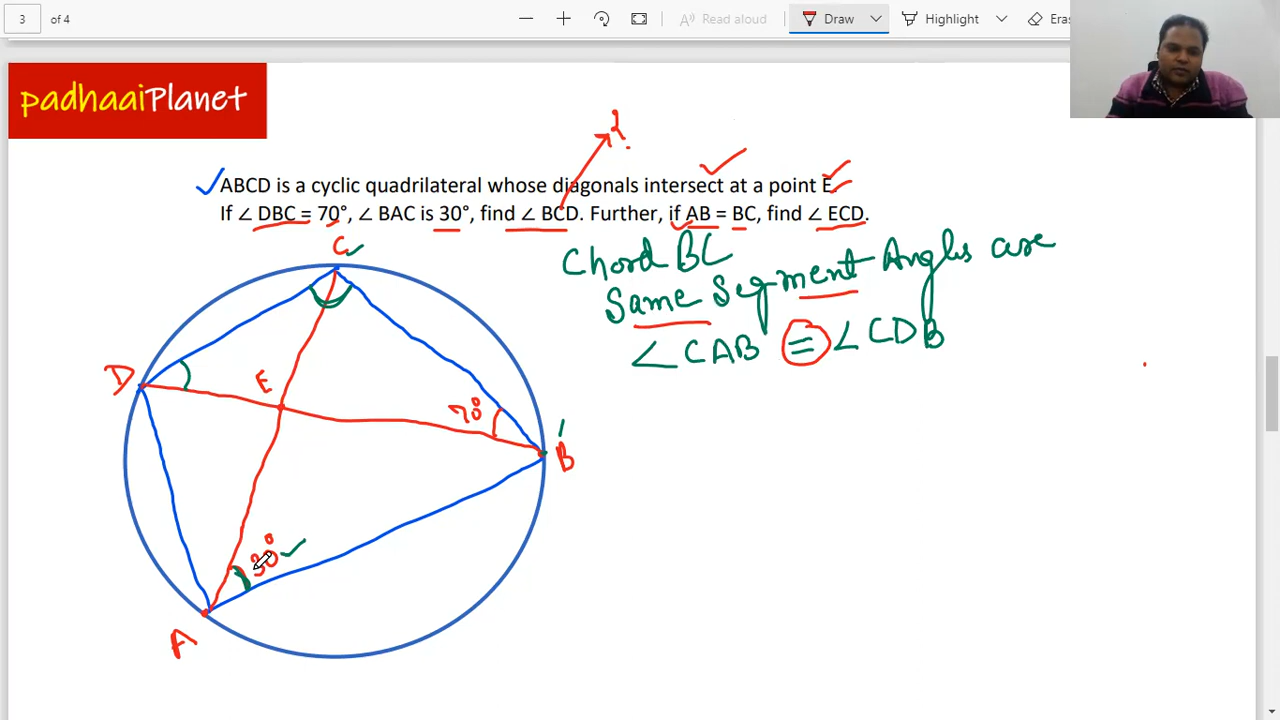 3 of 4
Read aloud
Draw
Highlight
Eras
padhaaiPlanet
ABCD is a cyclic quadrilateral whose diagonals intersect at a point E.
If ∠ DBC = 70°, ∠ BAC is 30°, find ∠ BCD. Further, if AB = BC, find ∠ ECD.
?
Chord BC
Same Segment Angles are
∠CAB = ∠CDB
C
D
E
70°
B
30°
A